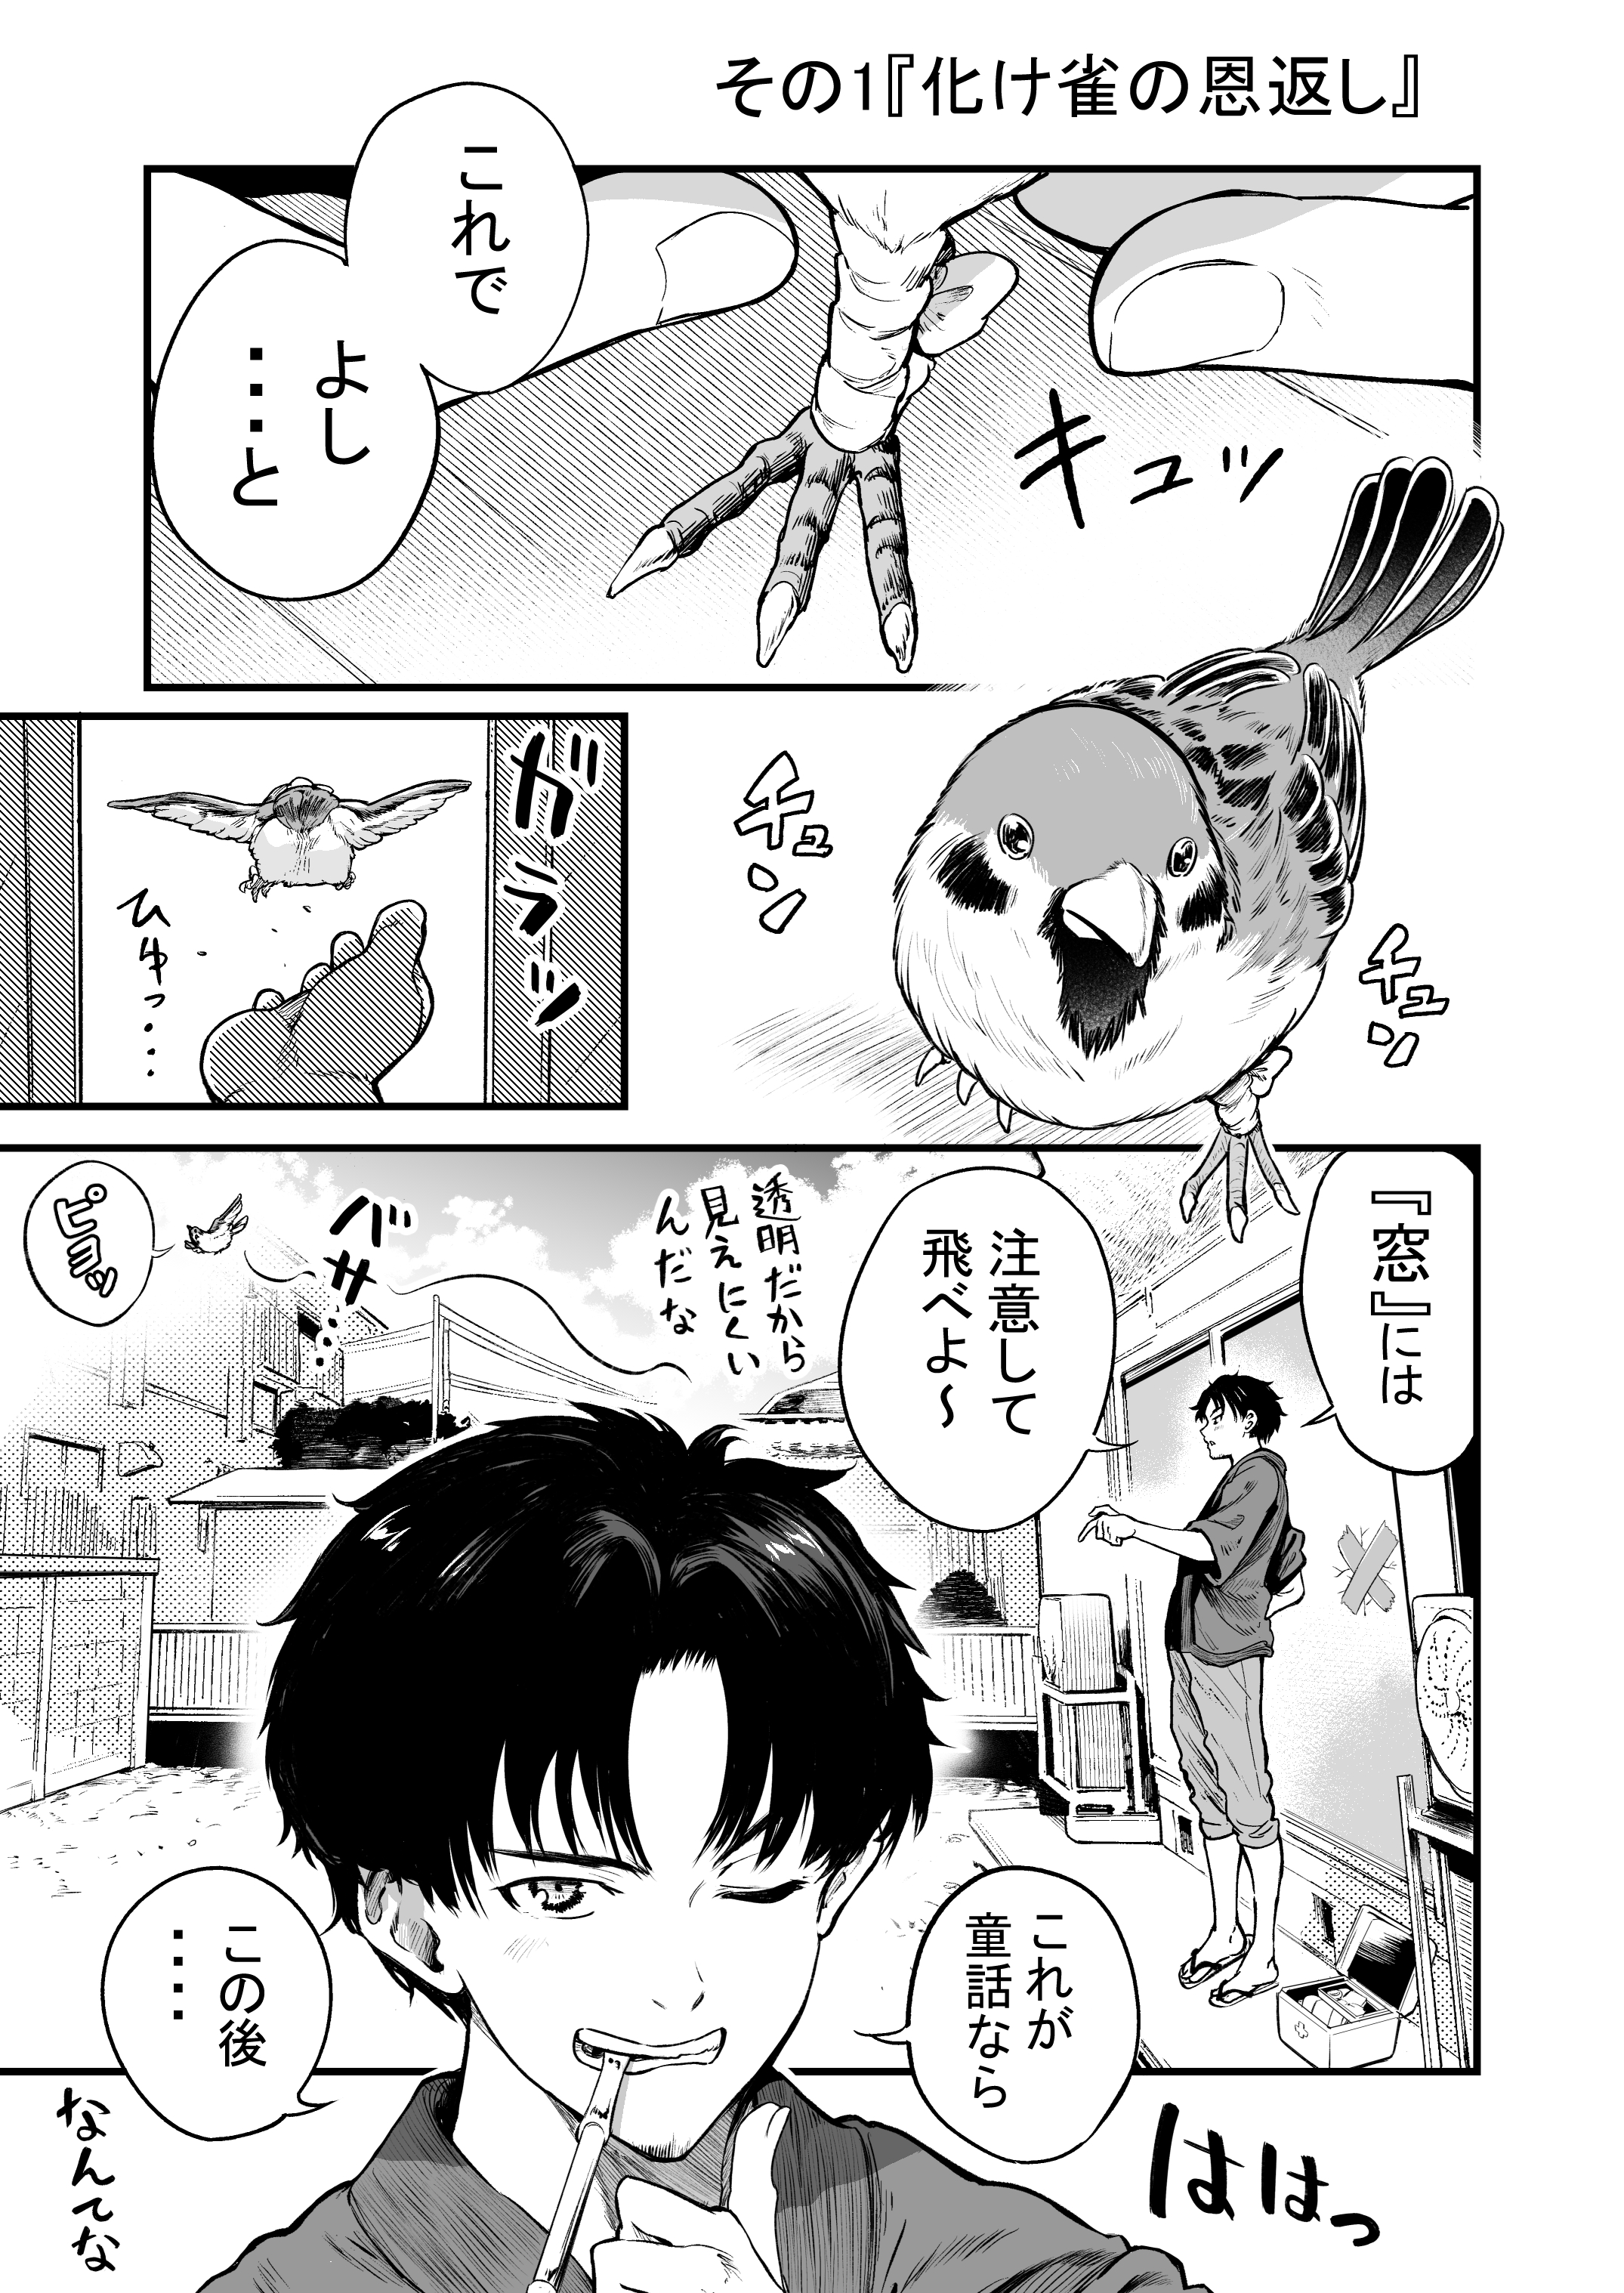 その1『化け雀の恩返し』
これで
よし
・・・と
キュッ
チュン
チュン
ガラッ
ひゅっ・・・
『窓』には
注意して
飛べよ〜
透明だから
見えにくい
んだな
バサ・・・
ピヨッ
これが
童話なら
この後
・・・・
ははっ
なんてな